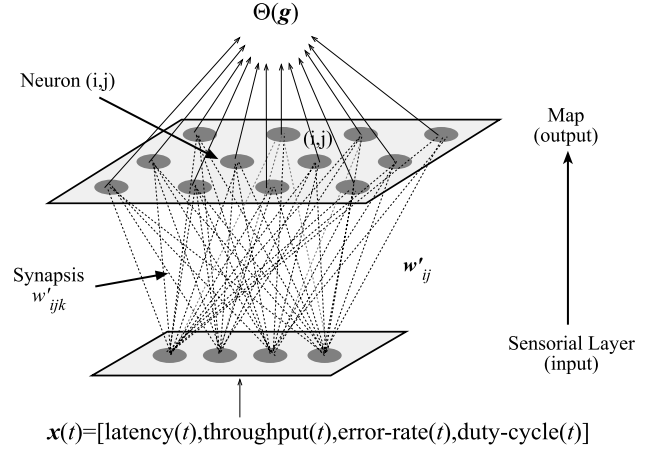 Θ(g)
Neuron (i,j)
(i,j)
Map
(output)
Synapsis
w'ijk
w'ij
Sensorial Layer
(input)
x(t)=[latency(t),throughput(t),error-rate(t),duty-cycle(t)]